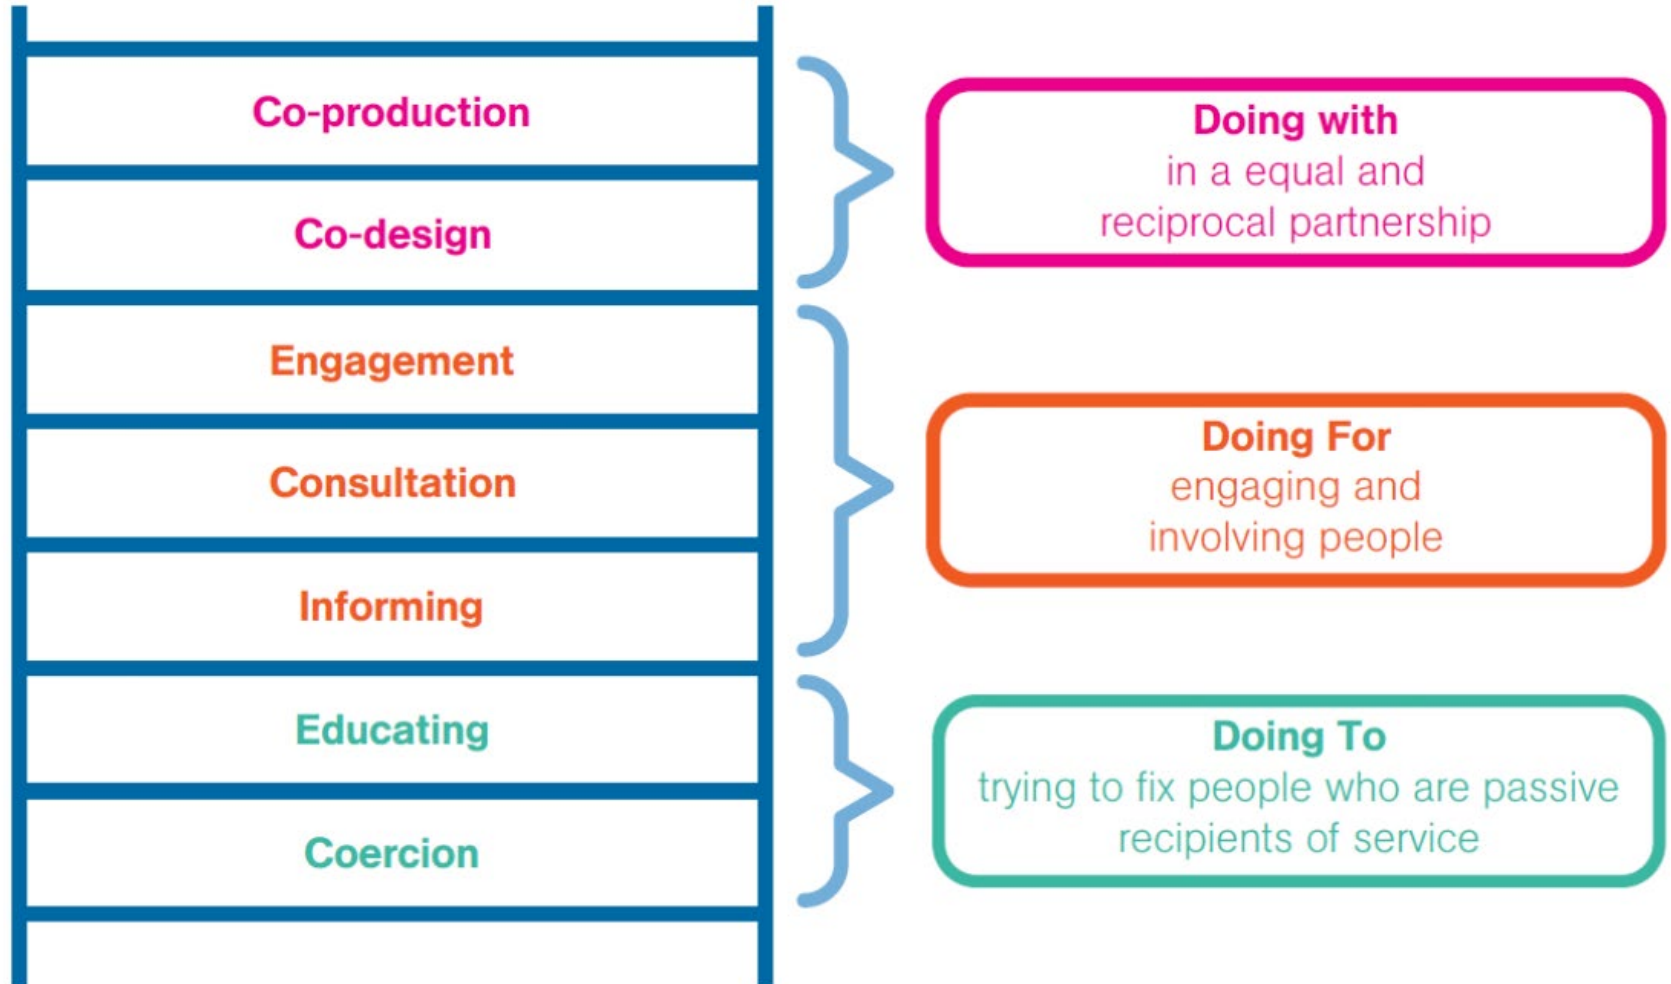 Co-production
Co-design
Engagement
Consultation
Informing
Educating
Coercion
Doing with
in a equal and
reciprocal partnership
Doing For
engaging and
involving people
Doing To
trying to fix people who are passive
recipients of service